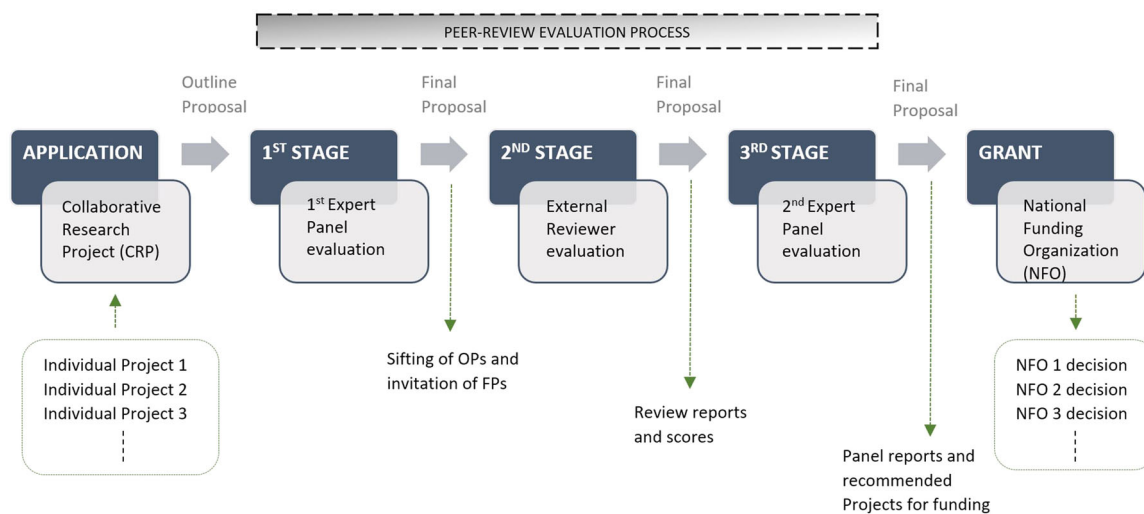 PEER-REVIEW EVALUATION PROCESS
Outline
Proposal
Final
Proposal
Final
Proposal
Final
Proposal
APPLICATION
1ST STAGE
2ND STAGE
3RD STAGE
GRANT
Collaborative
Research
Project (CRP)
1st Expert
Panel
evaluation
External
Reviewer
evaluation
2nd Expert
Panel
evaluation
National
Funding
Organization
(NFO)
Individual Project 1
Individual Project 2
Individual Project 3
Sifting of OPs and
invitation of FPs
Review reports
and scores
Panel reports and
recommended
Projects for funding
NFO 1 decision
NFO 2 decision
NFO 3 decision